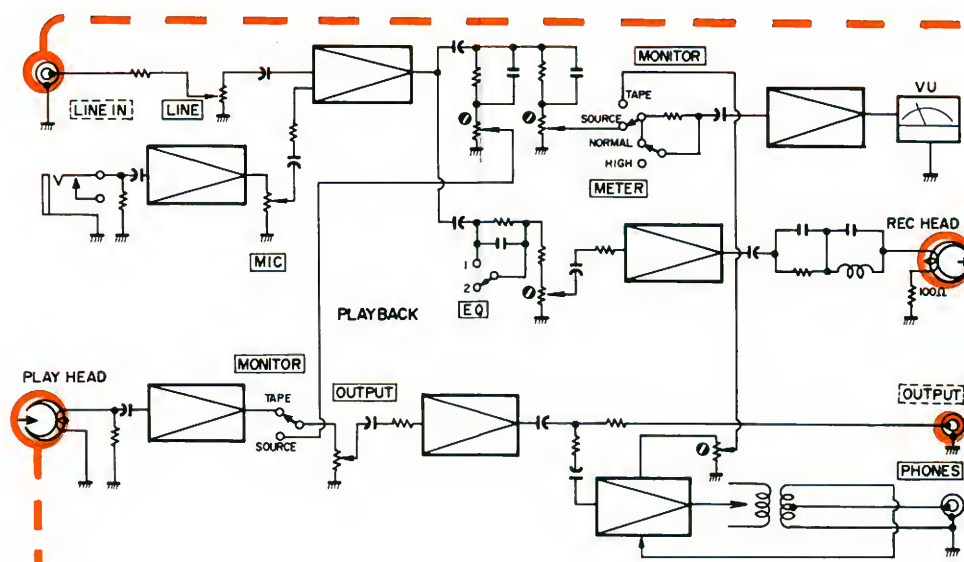 MONITOR
VU
TAPE
LINE IN
LINE
SOURCE
NORMAL
HIGH
METER
V
MIC
REC HEAD
1
2
EQ
100Ω
PLAYBACK
PLAY HEAD
MONITOR
TAPE
OUTPUT
OUTPUT
SOURCE
PHONES